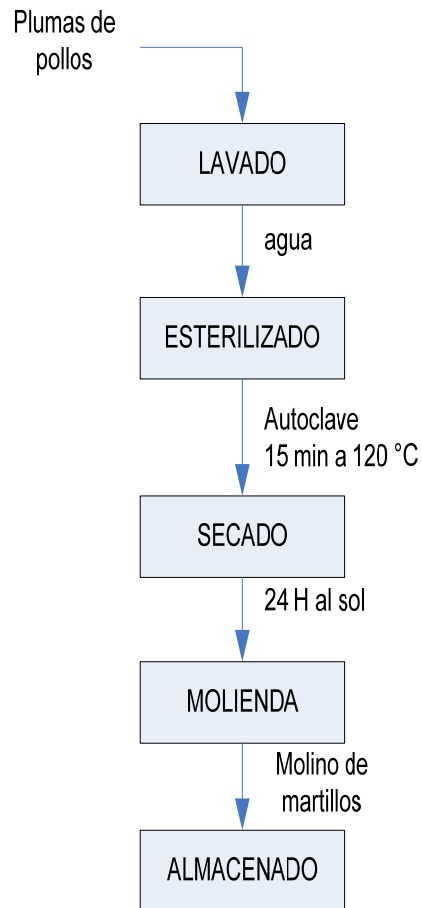 Plumas de
pollos
LAVADO
agua
ESTERILIZADO
Autoclave
15 min a 120 °C
SECADO
24 H al sol
MOLIENDA
Molino de
martillos
ALMACENADO